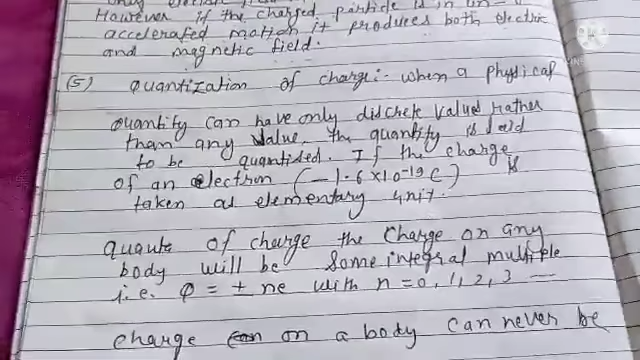 However if the charged particle is in un-
accelerated motion it produces both electric
and magnetic field.
(5) Quantization of charge:- when a physical
quantity can have only dischete values rather
than any value, the quantity is said
to be quantided. If the charge
of an electron (-1.6×10-19c) is
taken as elementary unit.
quanta of charge the charge on any
body will be some integral multiple
i.e. Q = ± ne with n = 0, 1, 2, 3 —
charge on a body can never be